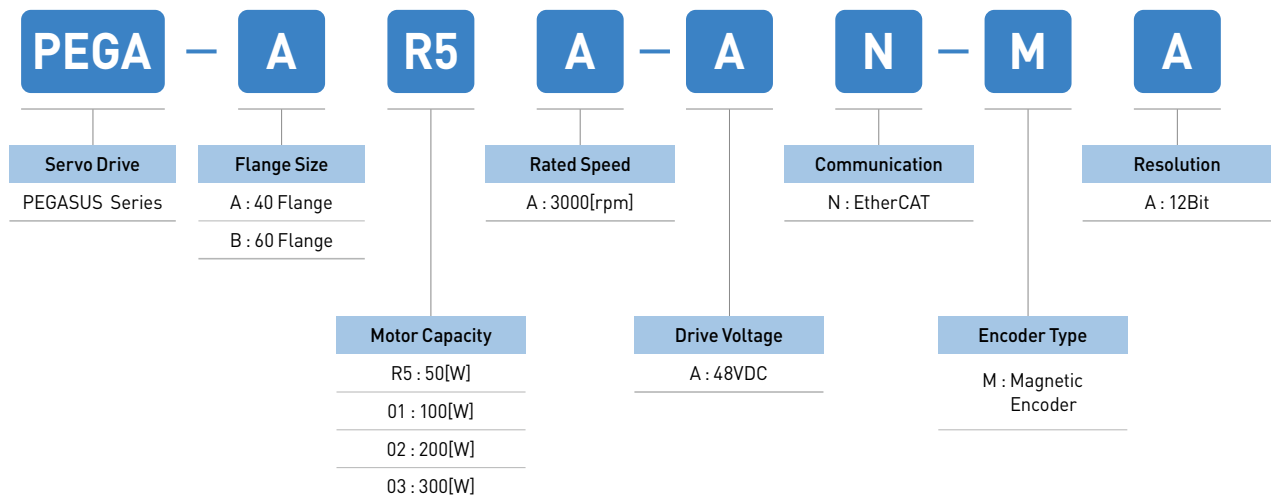 PEGA – A R5 A – A N – M A
Servo Drive
PEGASUS Series
Flange Size
A : 40 Flange
B : 60 Flange
Rated Speed
A : 3000[rpm]
Communication
N : EtherCAT
Resolution
A : 12Bit
Motor Capacity
R5 : 50[W]
01 : 100[W]
02 : 200[W]
03 : 300[W]
Drive Voltage
A : 48VDC
Encoder Type
M : Magnetic
Encoder